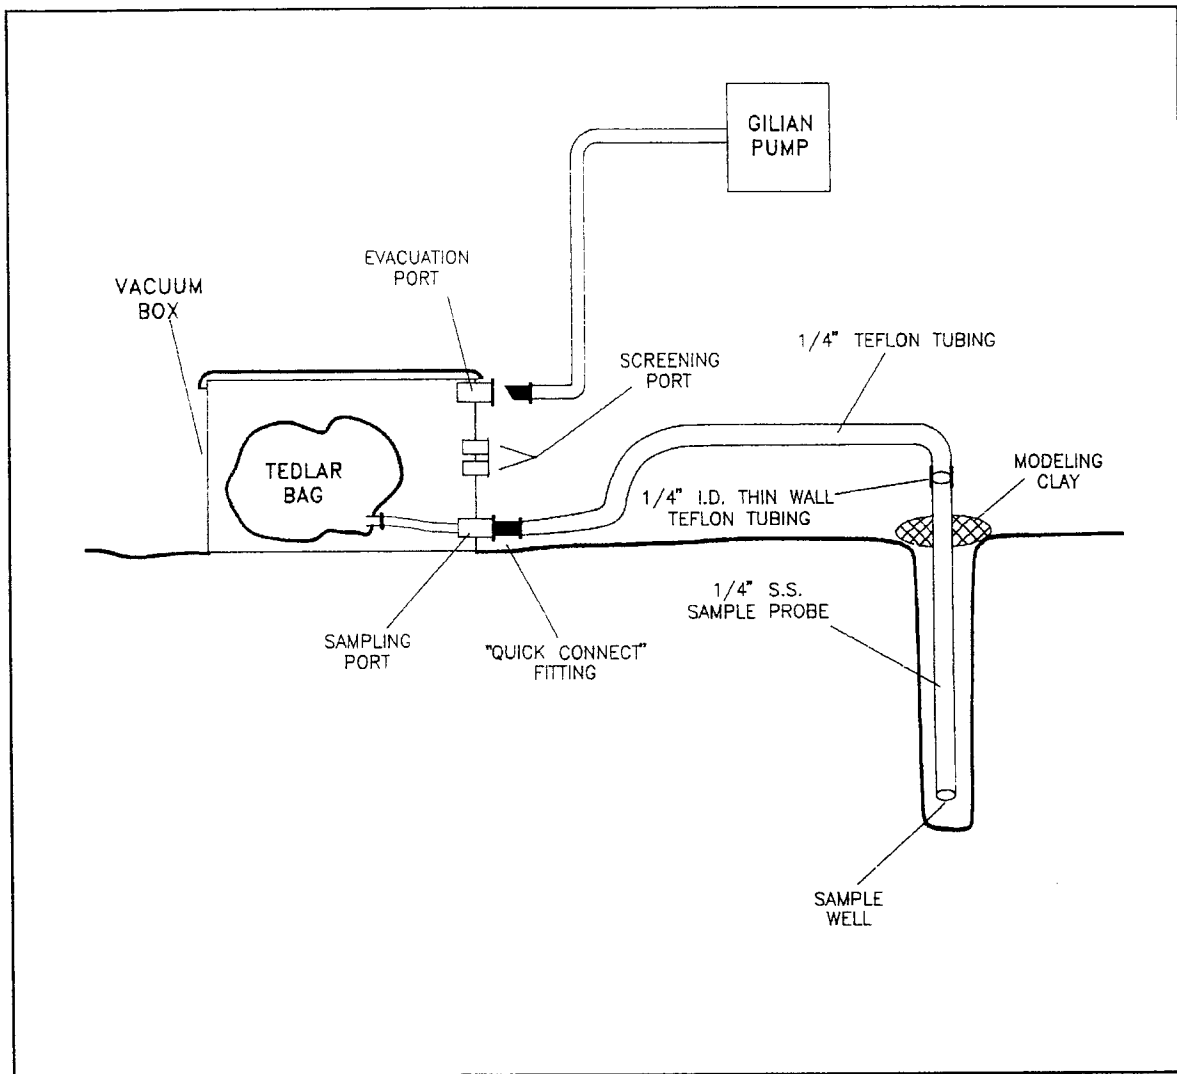 GILIAN
PUMP
EVACUATION
PORT
VACUUM
BOX
1/4" TEFLON TUBING
SCREENING
PORT
TEDLAR
BAG
MODELING
CLAY
1/4" I.D. THIN WALL
TEFLON TUBING
1/4" S.S.
SAMPLE PROBE
SAMPLING
PORT
"QUICK CONNECT"
FITTING
SAMPLE
WELL